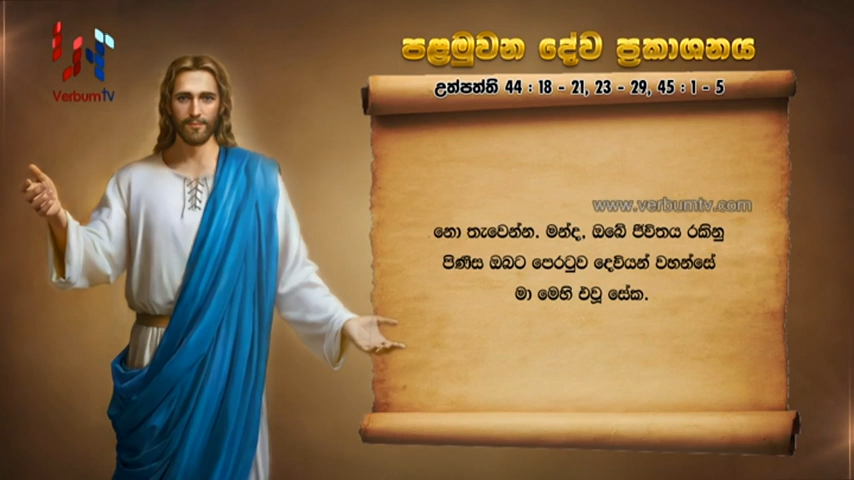 VerbumTV
පළමුවන දේව ප්‍රකාශනය
උත්පත්ති 44 : 18 - 21, 23 - 29, 45 : 1 - 5
www.verbumtv.com
නො තැවෙන්න. මන්ද, ඔබේ ජීවිතය රකිනු
පිණිස ඔබට පෙරටුව දෙවියන් වහන්සේ
මා මෙහි එවූ සේක.